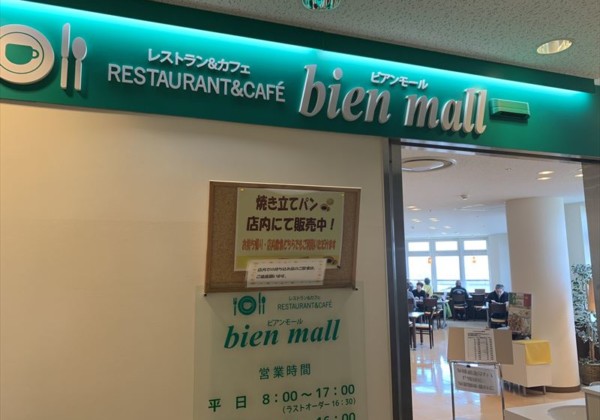 レストラン&カフェ
RESTAURANT&CAFÉ
ビアンモール
bien mall
焼き立てパン
店内にて販売中！
レストラン&カフェ
RESTAURANT&CAFÉ
ビアンモール
bien mall
営業時間
平日 8：00〜17：00
(ラストオーダー 16：30)